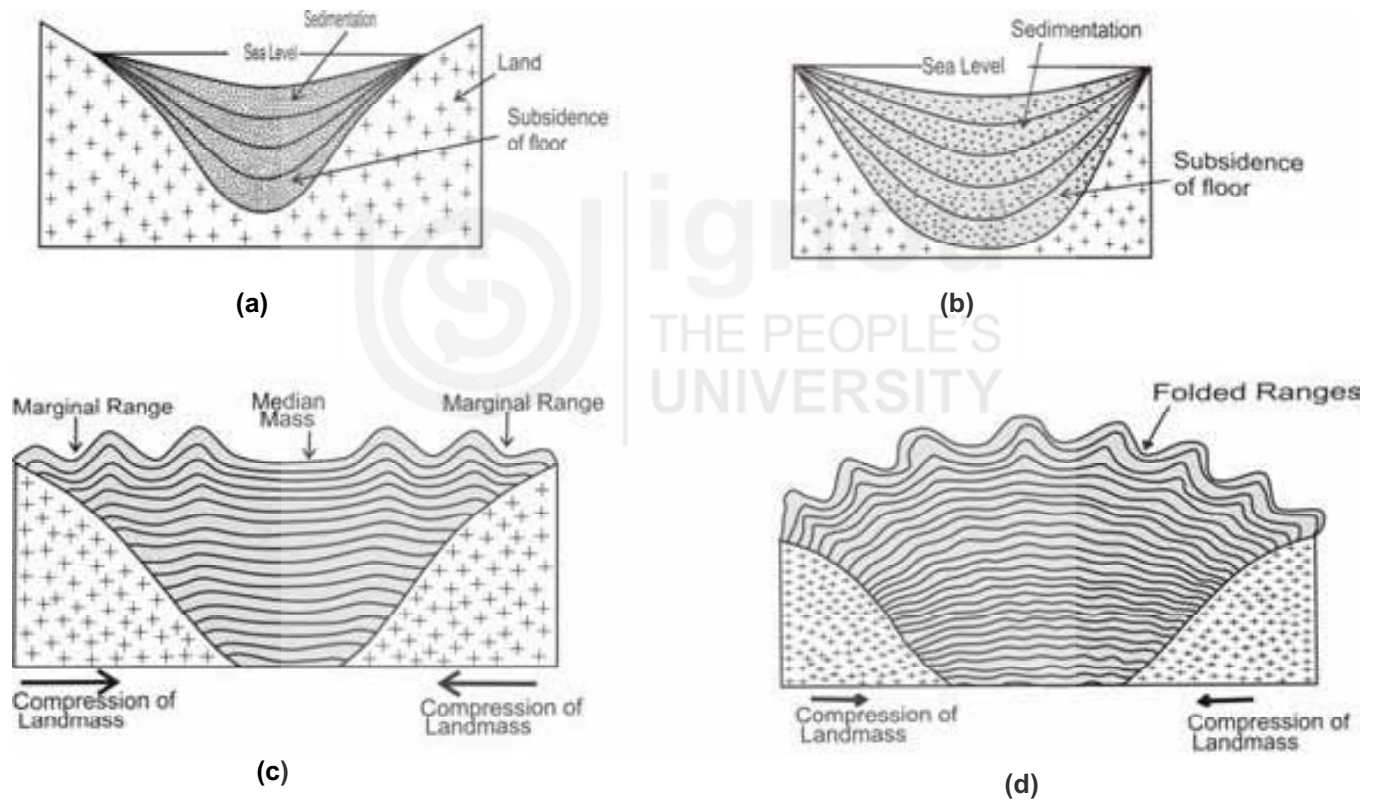 Sedimentation
Sea Level
Land
Subsidence
of floor
(a)
Sedimentation
Sea Level
Subsidence
of floor
(b)
ignou
THE PEOPLE'S
UNIVERSITY
Marginal Range
Median
Mass
Marginal Range
Compression of
Landmass
Compression of
Landmass
(c)
Folded Ranges
Compression of
Landmass
Compression of
Landmass
(d)